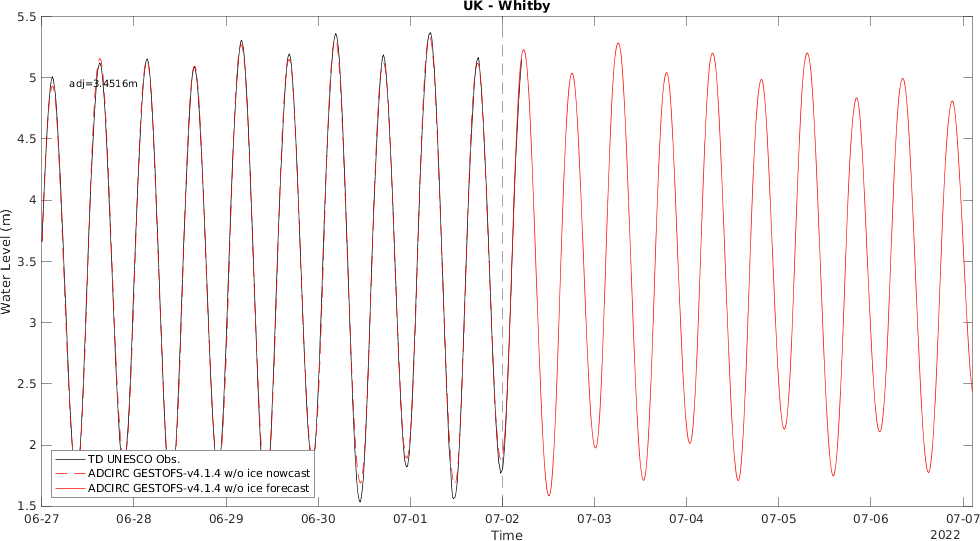 UK - Whitby
5.5
5
4.5
4
3.5
3
2.5
2
1.5
Water Level (m)
adj=3.4516m
TD UNESCO Obs.
ADCIRC GESTOFS-v4.1.4 w/o ice nowcast
ADCIRC GESTOFS-v4.1.4 w/o ice forecast
06-27 06-28 06-29 06-30 07-01 07-02 07-03 07-04 07-05 07-06 07-07
Time
2022